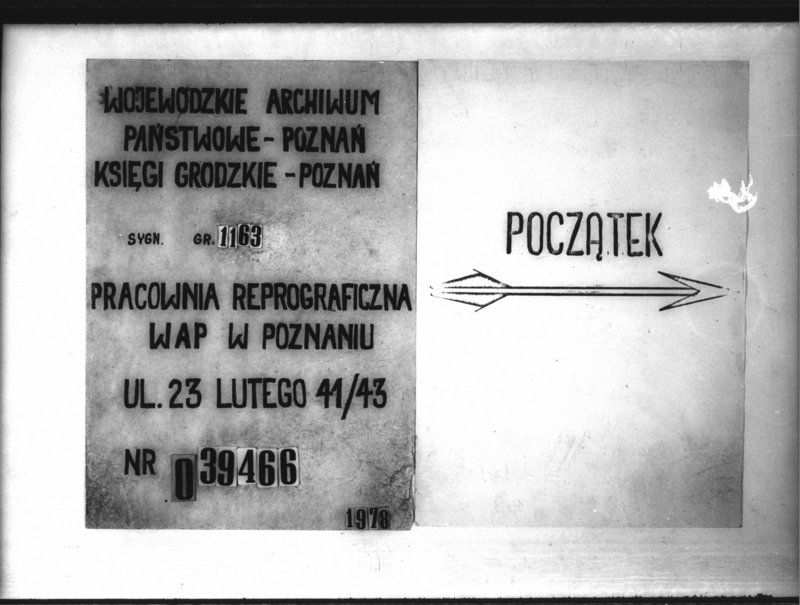 WOJEWÓDZKIE ARCHIWUM
PAŃSTWOWE - POZNAŃ
KSIĘGI GRODZKIE - POZNAŃ
SYGN. GR. 1163
PRACOWNIA REPROGRAFICZNA
WAP W POZNANIU
UL. 23 LUTEGO 41/43
NR 039466
1978
POCZĄTEK